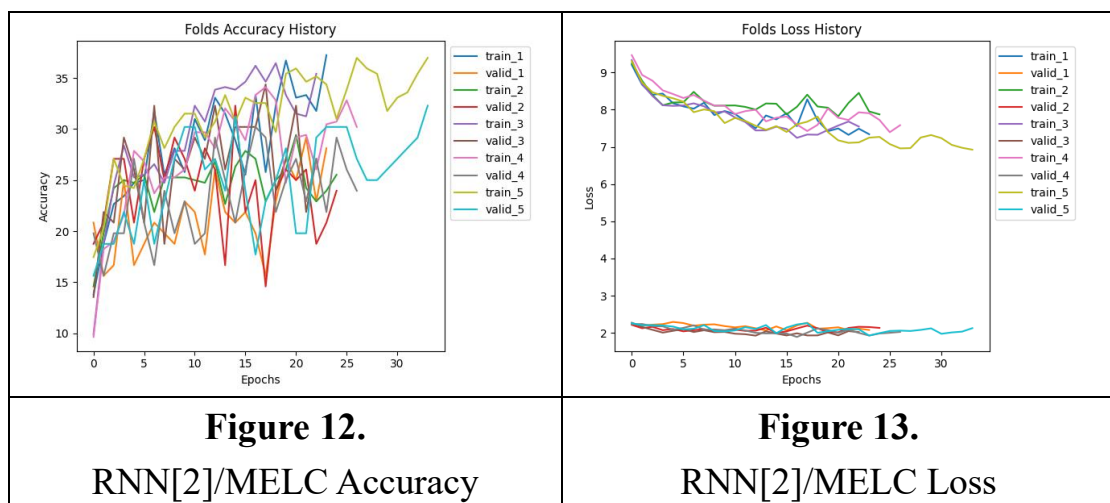 Folds Accuracy History
35
30
25
20
15
10
Accuracy
0
5
10
15
20
25
30
Epochs
train_1
valid_1
train_2
valid_2
train_3
valid_3
train_4
valid_4
train_5
valid_5
Folds Loss History
9
8
7
6
5
4
3
2
Loss
0
5
10
15
20
25
30
Epochs
train_1
valid_1
train_2
valid_2
train_3
valid_3
train_4
valid_4
train_5
valid_5
Figure 12.
RNN[2]/MELC Accuracy
Figure 13.
RNN[2]/MELC Loss